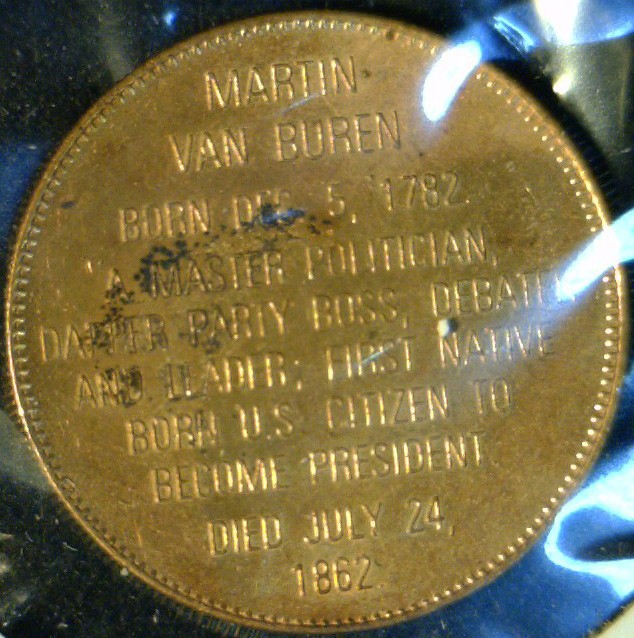 MARTIN
VAN BUREN
BORN DEC. 5, 1782.
A MASTER POLITICIAN,
DAPPER PARTY BOSS, DEBATER
AND LEADER; FIRST NATIVE
BORN U.S. CITIZEN TO
BECOME PRESIDENT.
DIED JULY 24,
1862.